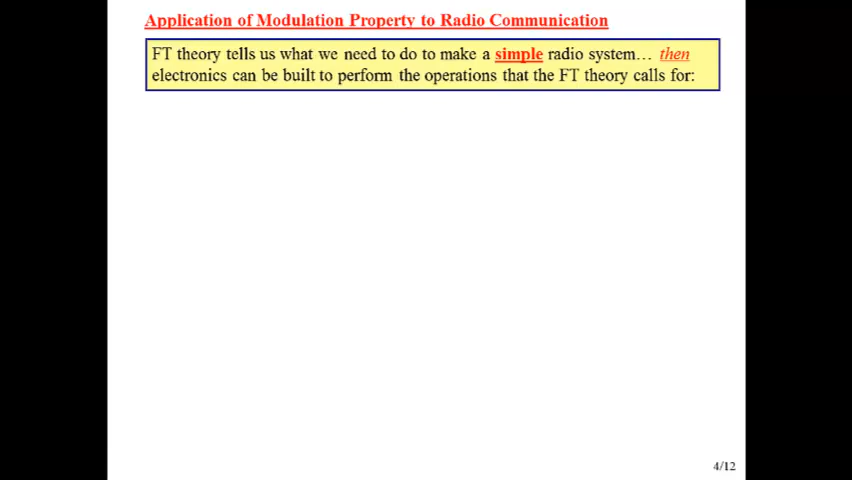 Application of Modulation Property to Radio Communication
FT theory tells us what we need to do to make a simple radio system… then
electronics can be built to perform the operations that the FT theory calls for:
4/12